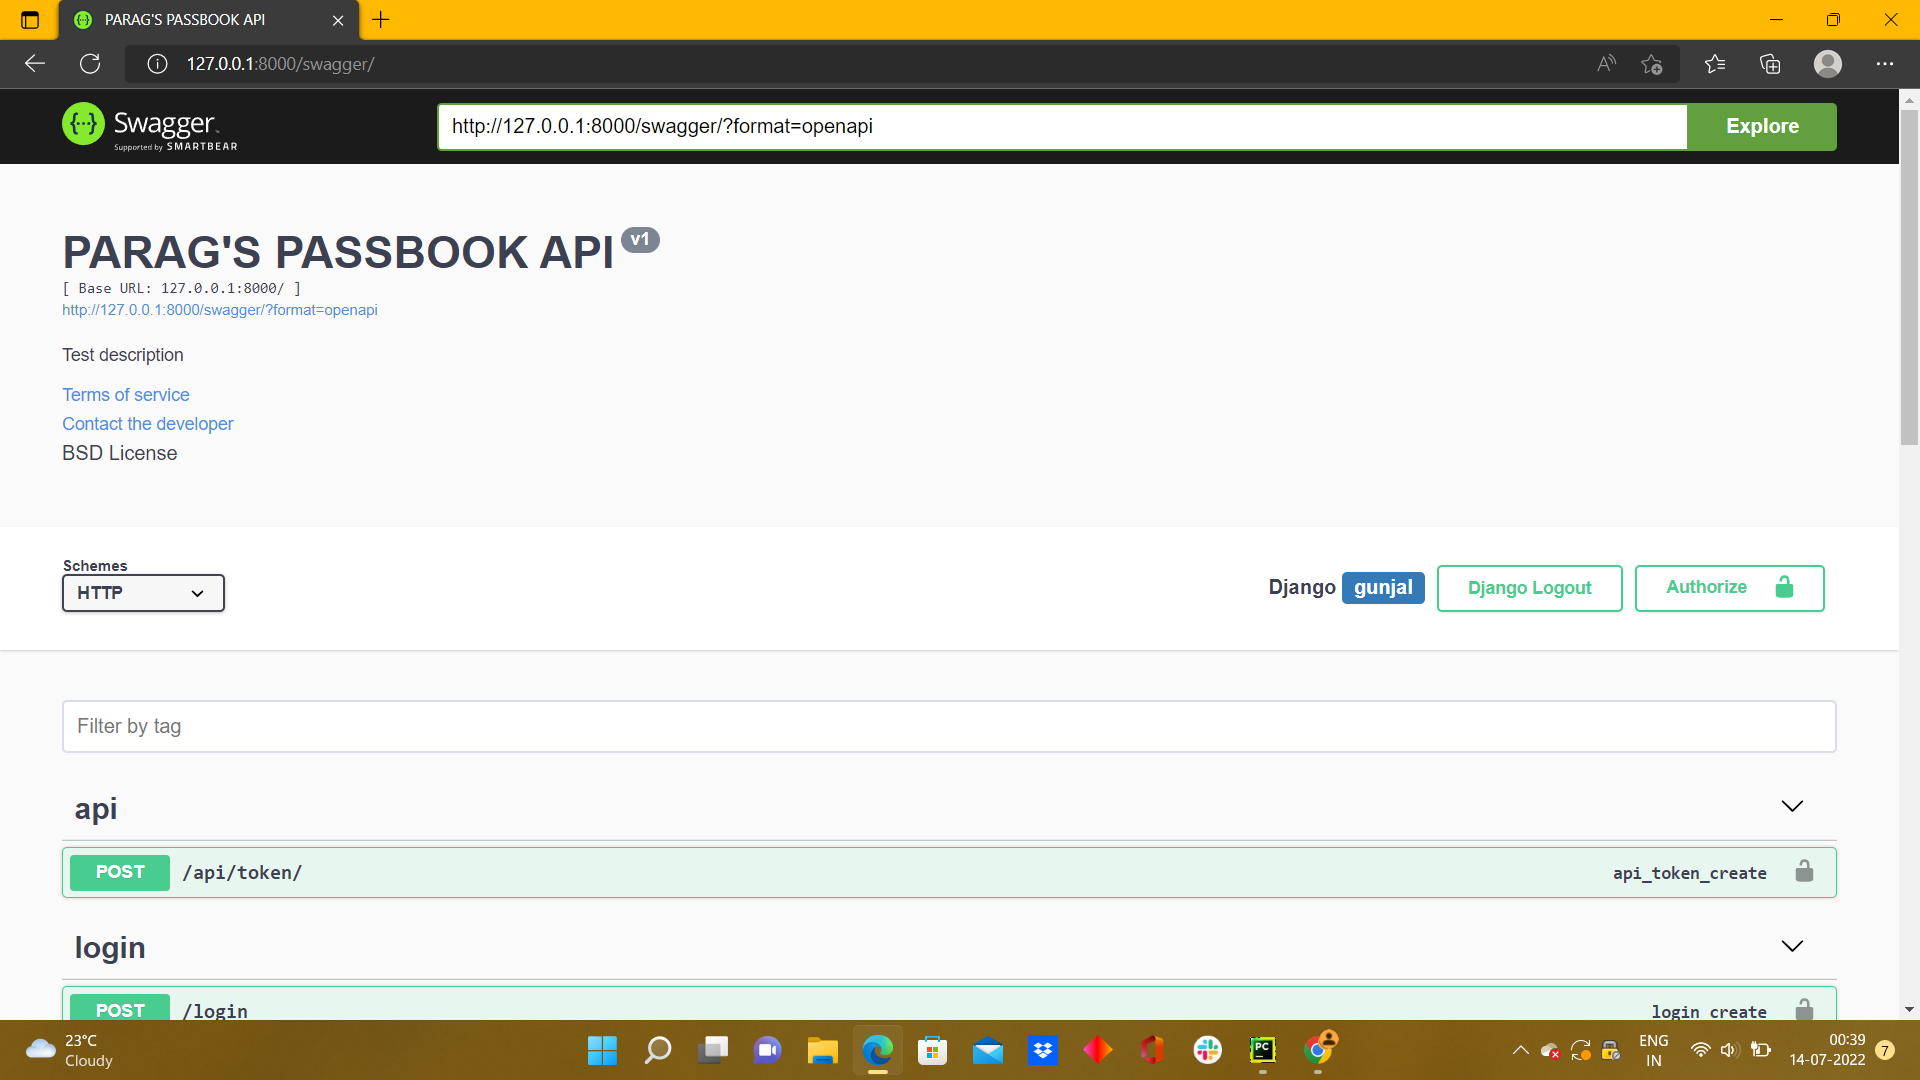 PARAG'S PASSBOOK API
127.0.0.1:8000/swagger/
Swagger
Supported by SMARTBEAR
http://127.0.0.1:8000/swagger/?format=openapi
Explore
PARAG'S PASSBOOK API v1
[ Base URL: 127.0.0.1:8000/ ]
http://127.0.0.1:8000/swagger/?format=openapi
Test description
Terms of service
Contact the developer
BSD License
Schemes
HTTP
Django gunjal
Django Logout
Authorize
Filter by tag
api
POST /api/token/ api_token_create
login
POST /login login_create
23°C
Cloudy
PC
ENG
IN
00:39
14-07-2022
7